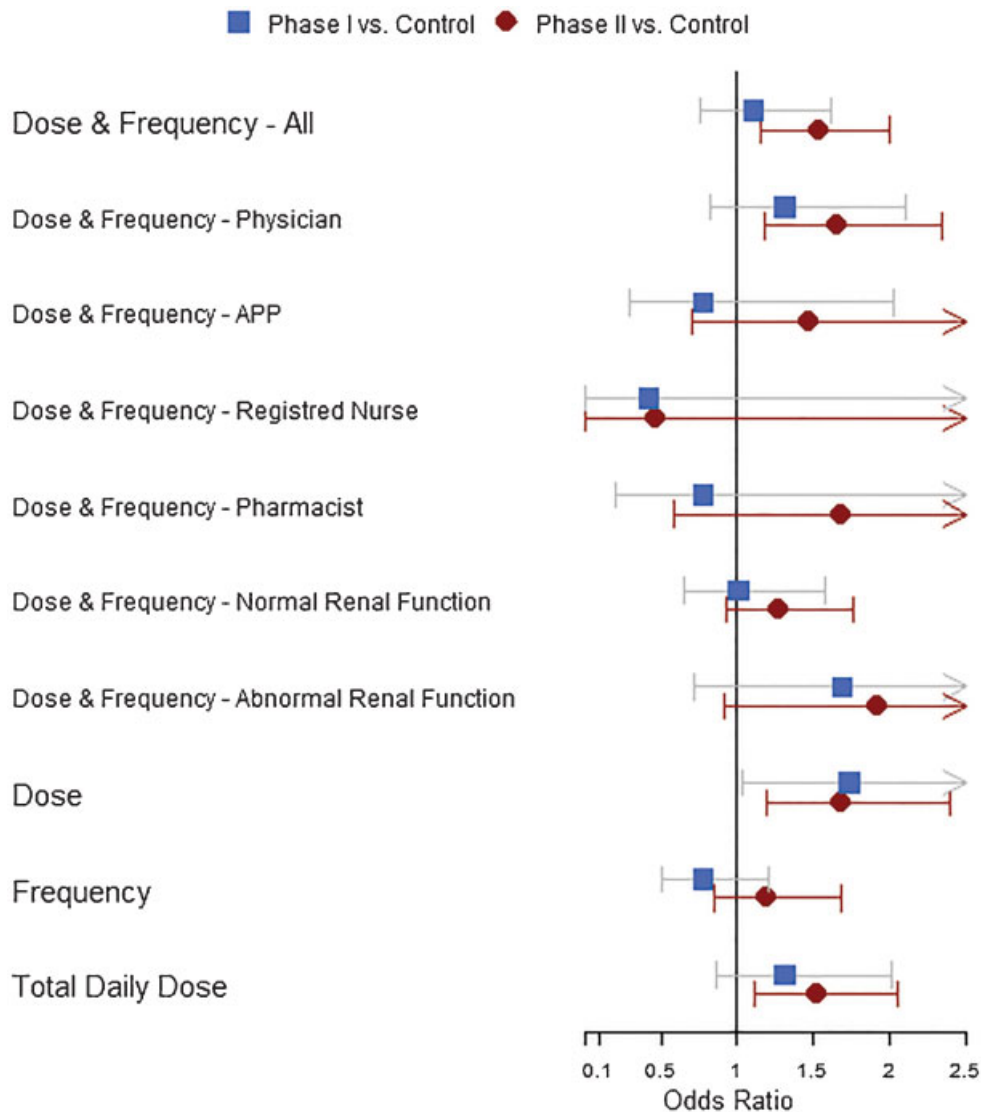 Phase I vs. Control Phase II vs. Control
Dose & Frequency - All
Dose & Frequency - Physician
Dose & Frequency - APP
Dose & Frequency - Registred Nurse
Dose & Frequency - Pharmacist
Dose & Frequency - Normal Renal Function
Dose & Frequency - Abnormal Renal Function
Dose
Frequency
Total Daily Dose
0.1 0.5 1 1.5 2 2.5
Odds Ratio